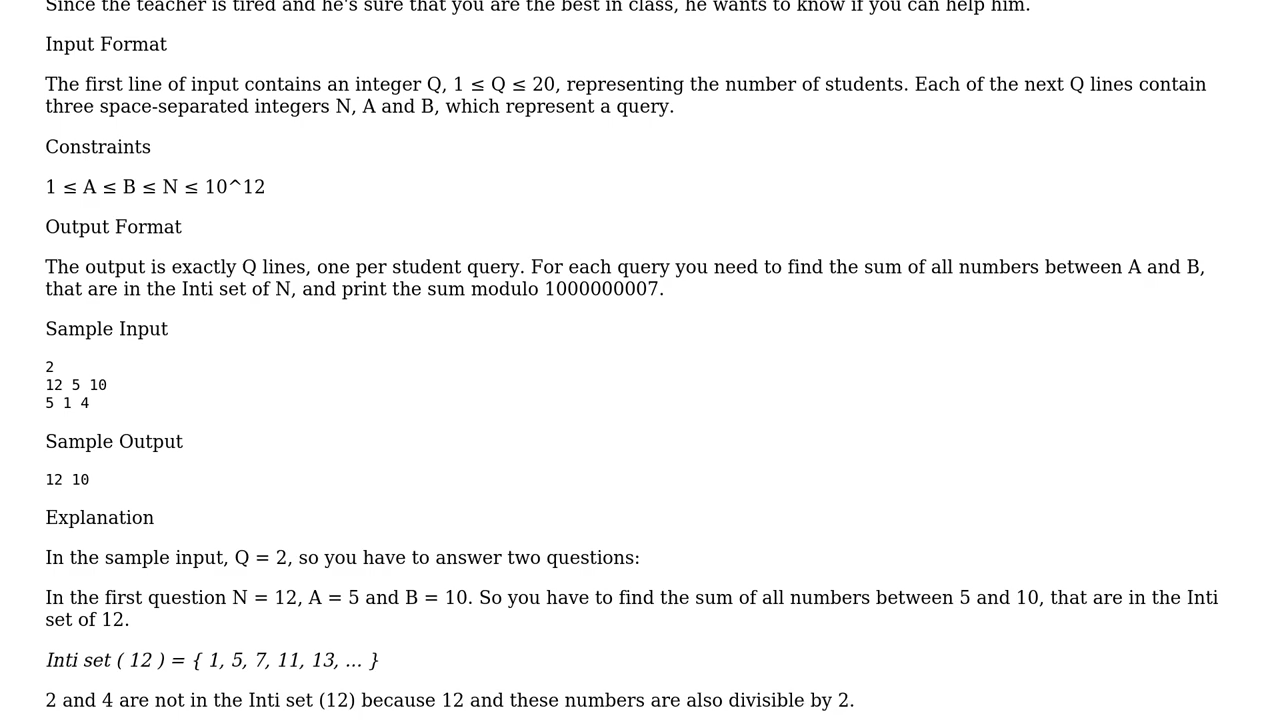 Since the teacher is tired and he's sure that you are the best in class, he wants to know if you can help him.
Input Format
The first line of input contains an integer Q, 1 ≤ Q ≤ 20, representing the number of students. Each of the next Q lines contain
three space-separated integers N, A and B, which represent a query.
Constraints
1 ≤ A ≤ B ≤ N ≤ 10^12
Output Format
The output is exactly Q lines, one per student query. For each query you need to find the sum of all numbers between A and B,
that are in the Inti set of N, and print the sum modulo 1000000007.
Sample Input
2
12 5 10
5 1 4
Sample Output
12 10
Explanation
In the sample input, Q = 2, so you have to answer two questions:
In the first question N = 12, A = 5 and B = 10. So you have to find the sum of all numbers between 5 and 10, that are in the Inti
set of 12.
Inti set ( 12 ) = { 1, 5, 7, 11, 13, ... }
2 and 4 are not in the Inti set (12) because 12 and these numbers are also divisible by 2.